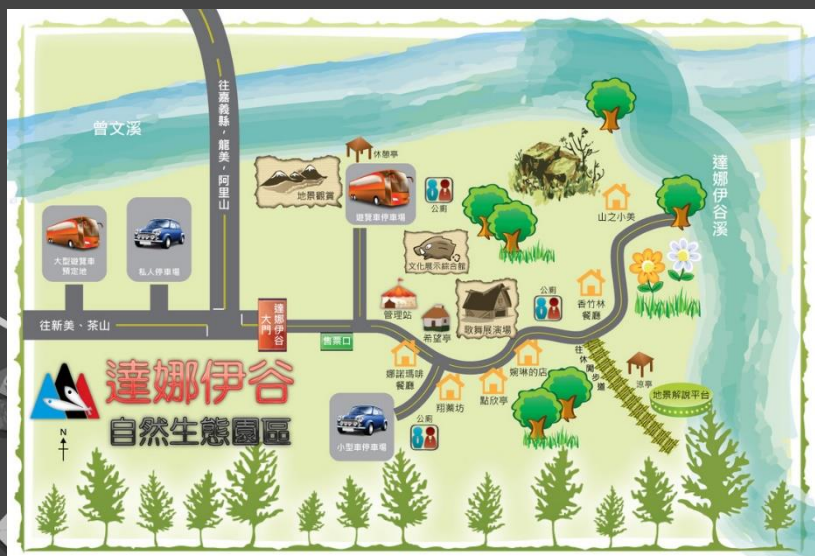 曾文溪
往嘉義縣，龍美，阿里山
達娜伊谷溪
休憩亭
地景觀賞
遊覽車停車場
公廁
山之小美
大型遊覽車
預定地
私人停車場
文化展示綜合館
管理站
希望亭
歌舞展演場
公廁
香竹林
餐廳
往新美、茶山
達娜伊谷
大門
售票口
娜諾瑪啡
餐廳
翔薰坊
點欣亭
婉琳的店
往休閒步道
涼亭
地景解說平台
達娜伊谷
自然生態園區
N
小型車停車場
公廁